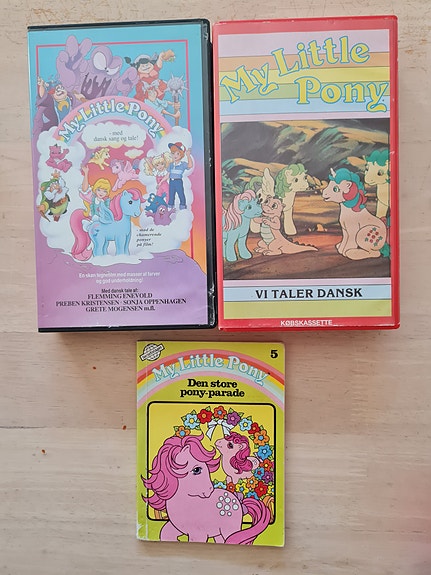 My Little Pony
- med
dansk sang og tale!
...med de
charmerende
ponyer
på film!
En skøn tegnefilm med masser af farver
og god underholdning!
Med dansk tale af:
FLEMMING ENEVOLD
PREBEN KRISTENSEN · SONJA OPPENHAGEN
GRETE MOGENSEN m.fl.
My Little
Pony
VI TALER DANSK
KØBSKASSETTE
5
My Little Pony
Den store
pony-parade